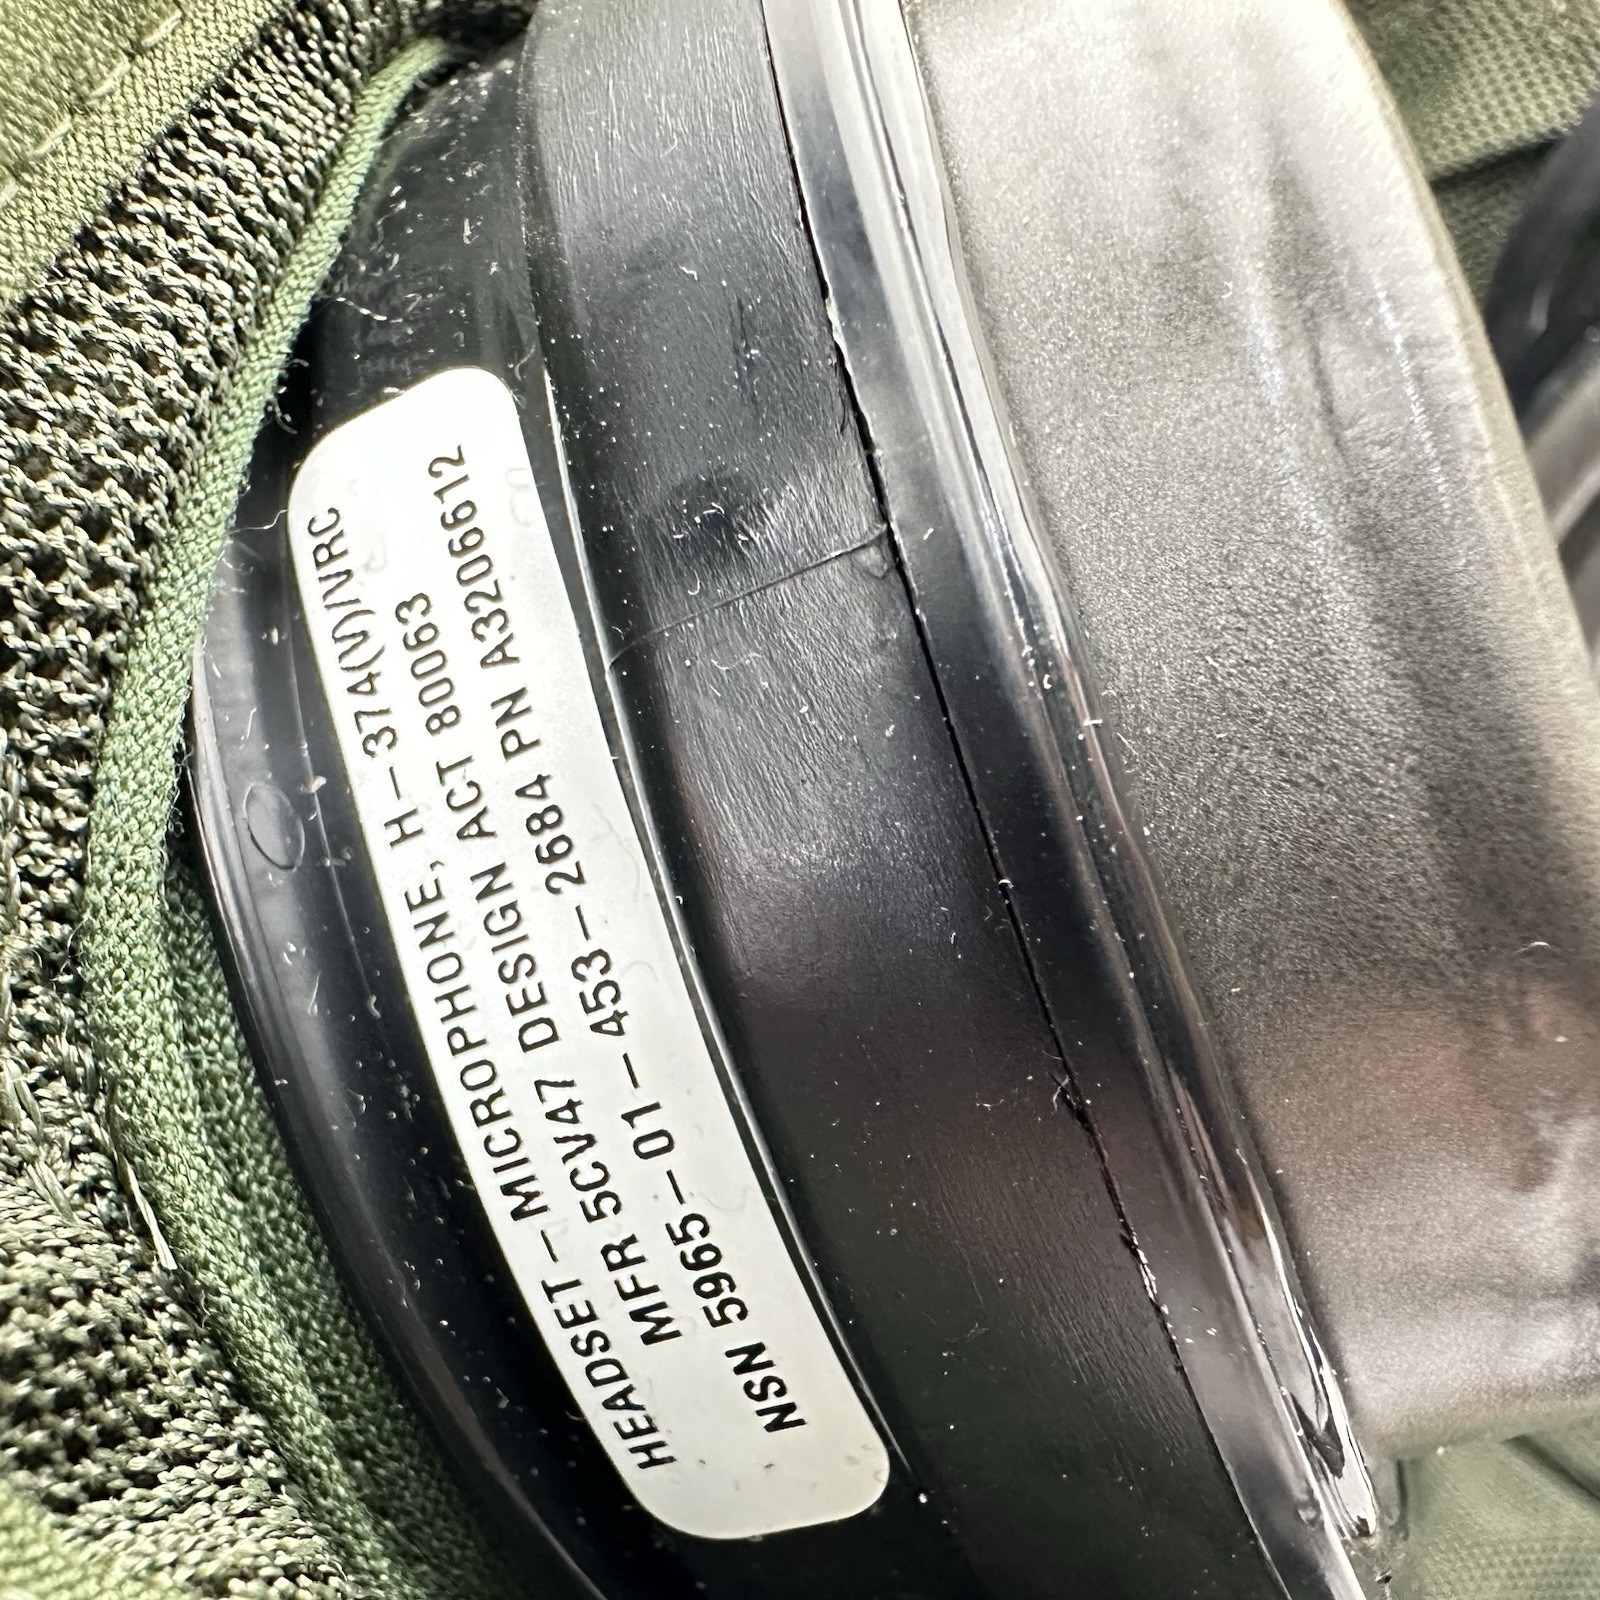 HEADSET-MICROPHONE, H-374(V)/VRC
MFR 5CV47 DESIGN ACT 80063
NSN 5965-01-453-2684 PN A3206612